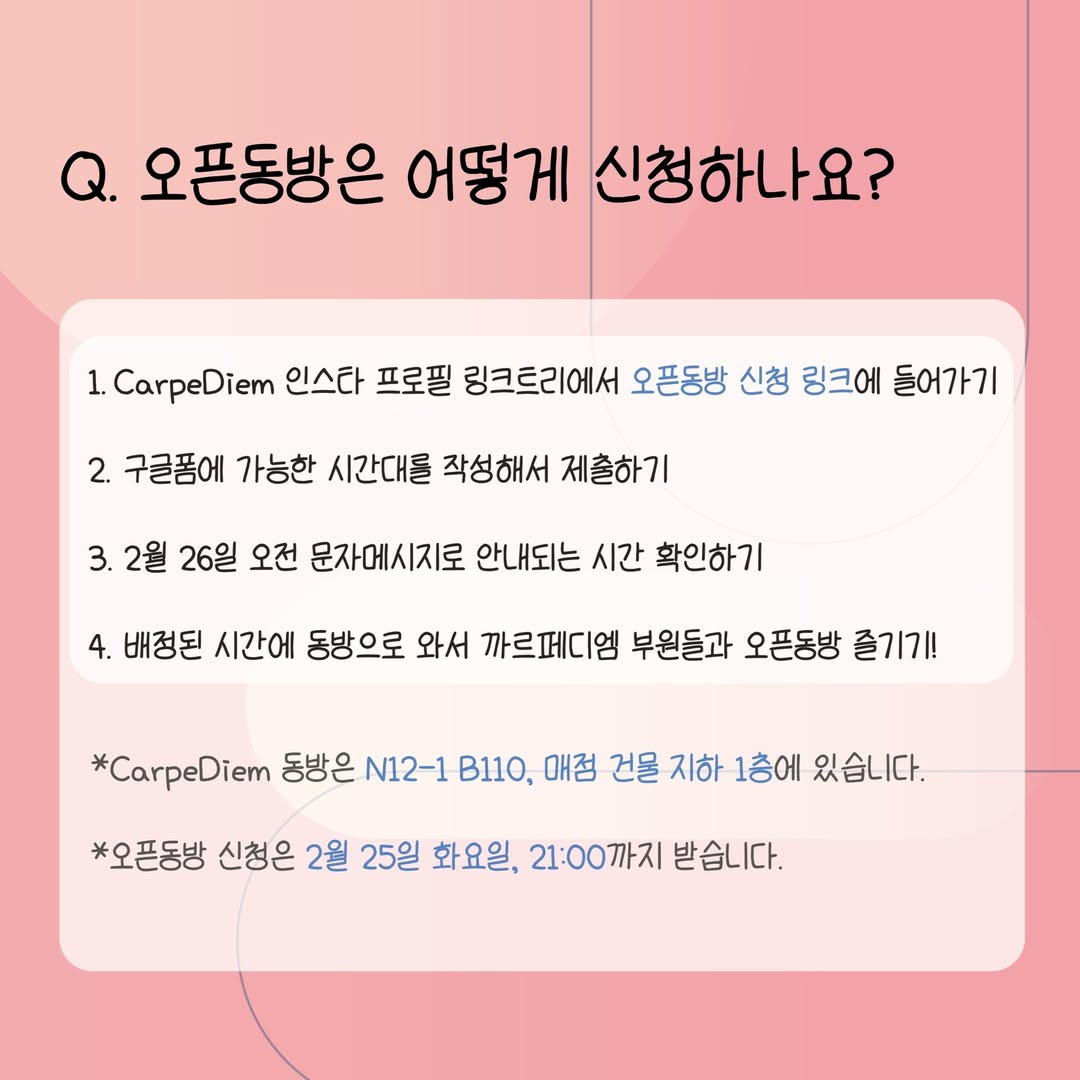 Q. 오픈동방은 어떻게 신청하나요?
1. CarpeDiem 인스타 프로필 링크트리에서 오픈동방 신청 링크에 들어가기
2. 구글폼에 가능한 시간대를 작성해서 제출하기
3. 2월 26일 오전 문자메시지로 안내되는 시간 확인하기
4. 배정된 시간에 동방으로 와서 까르페디엠 부원들과 오픈동방 즐기기!
*CarpeDiem 동방은 N12-1 B110, 매점 건물 지하 1층에 있습니다.
*오픈동방 신청은 2월 25일 화요일, 21:00까지 받습니다.